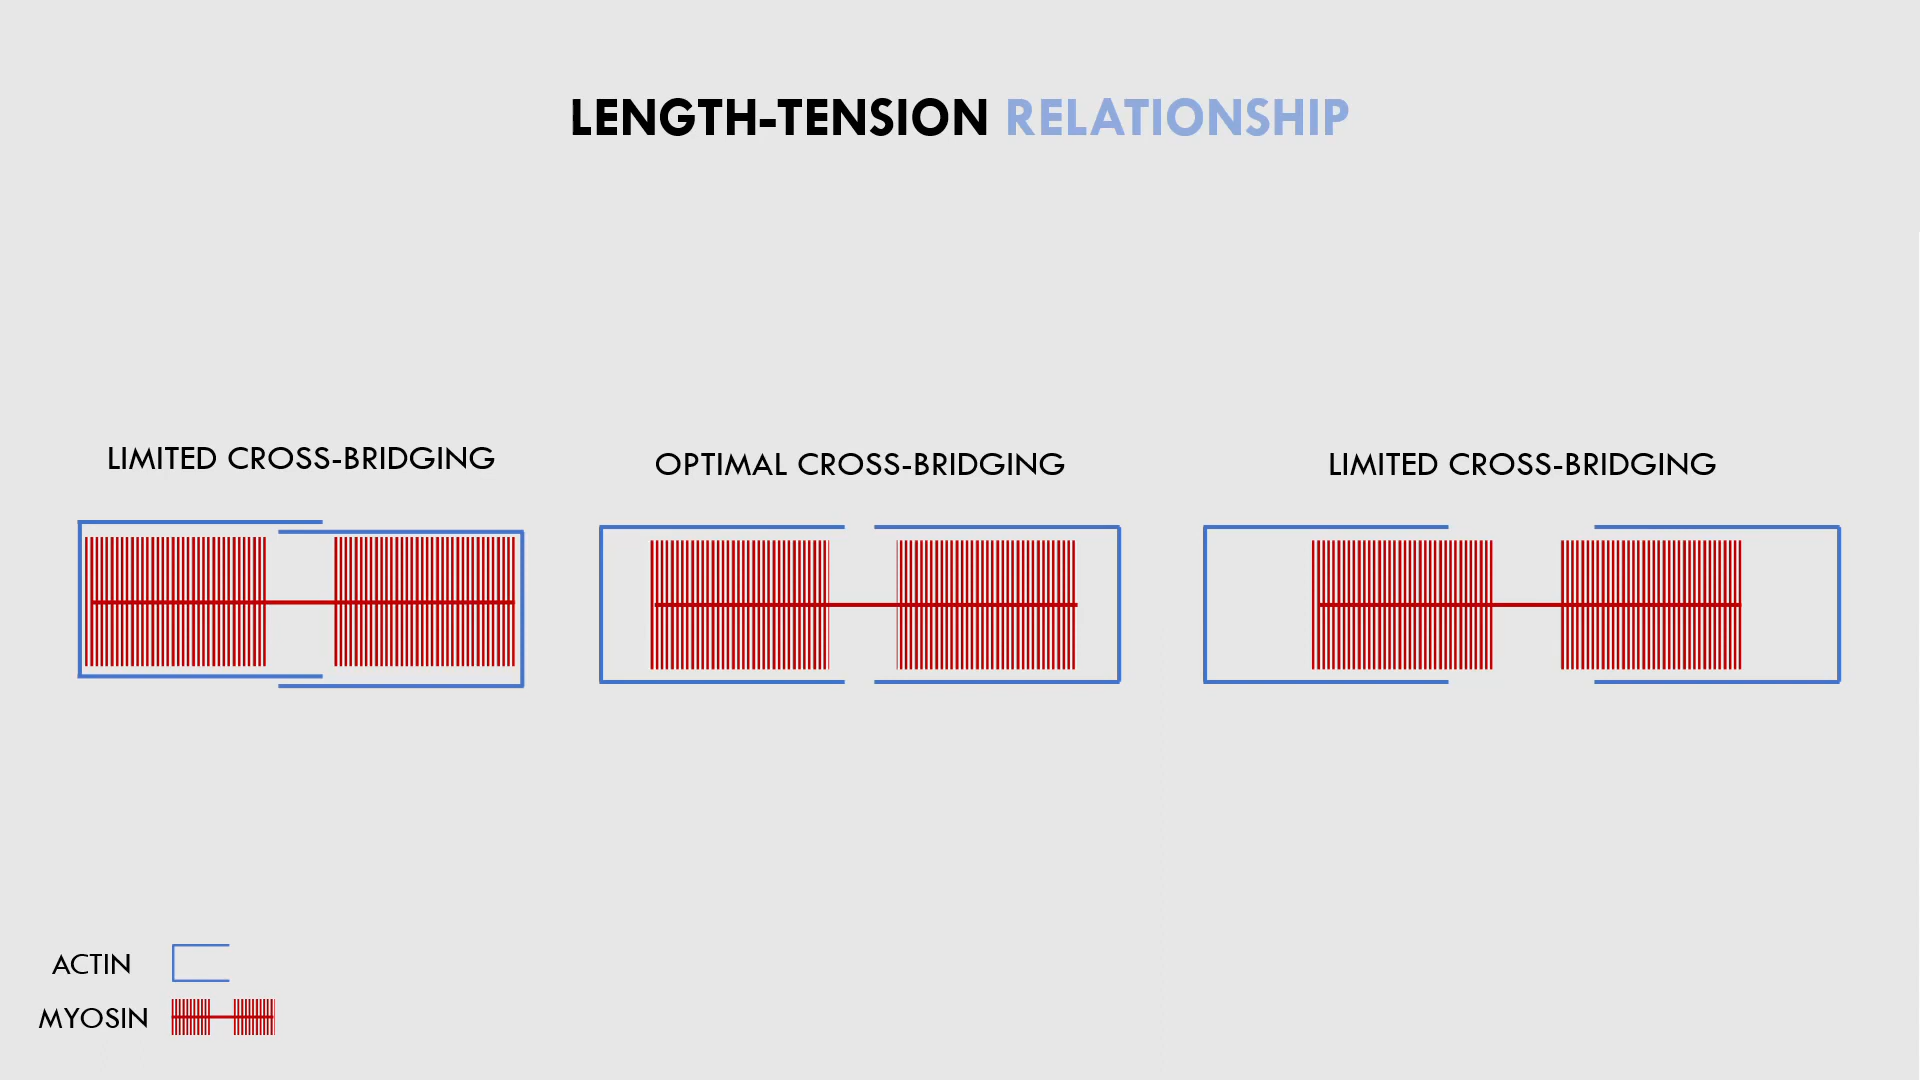 LENGTH-TENSION RELATIONSHIP
LIMITED CROSS-BRIDGING
OPTIMAL CROSS-BRIDGING
LIMITED CROSS-BRIDGING
ACTIN
MYOSIN